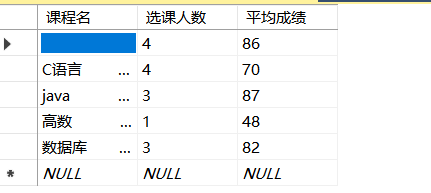 课程名 选课人数 平均成绩
4 86
C语言 ... 4 70
java ... 3 87
高数 ... 1 48
数据库 ... 3 82
NULL NULL NULL